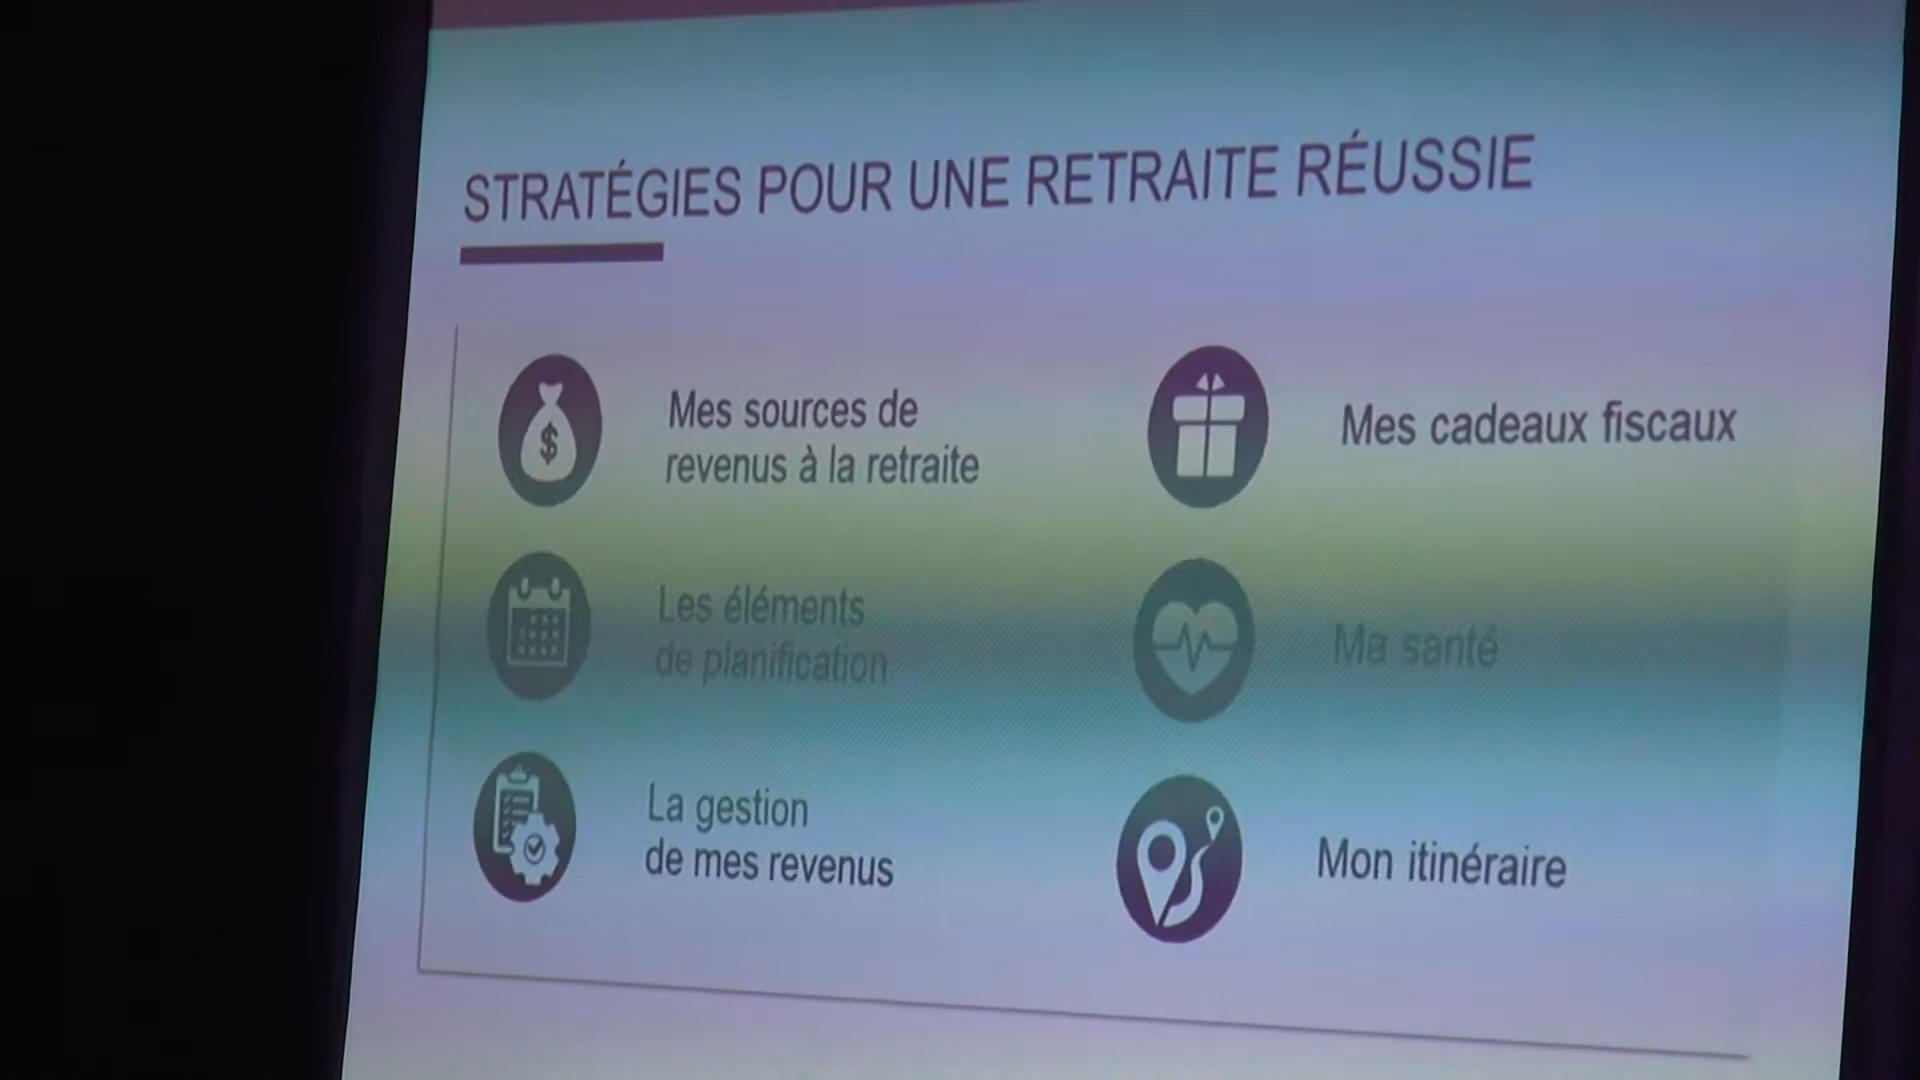 STRATÉGIES POUR UNE RETRAITE RÉUSSIE
$
Mes sources de
revenus à la retraite
Les éléments
de planification
La gestion
de mes revenus
Mes cadeaux fiscaux
Ma santé
Mon itinéraire